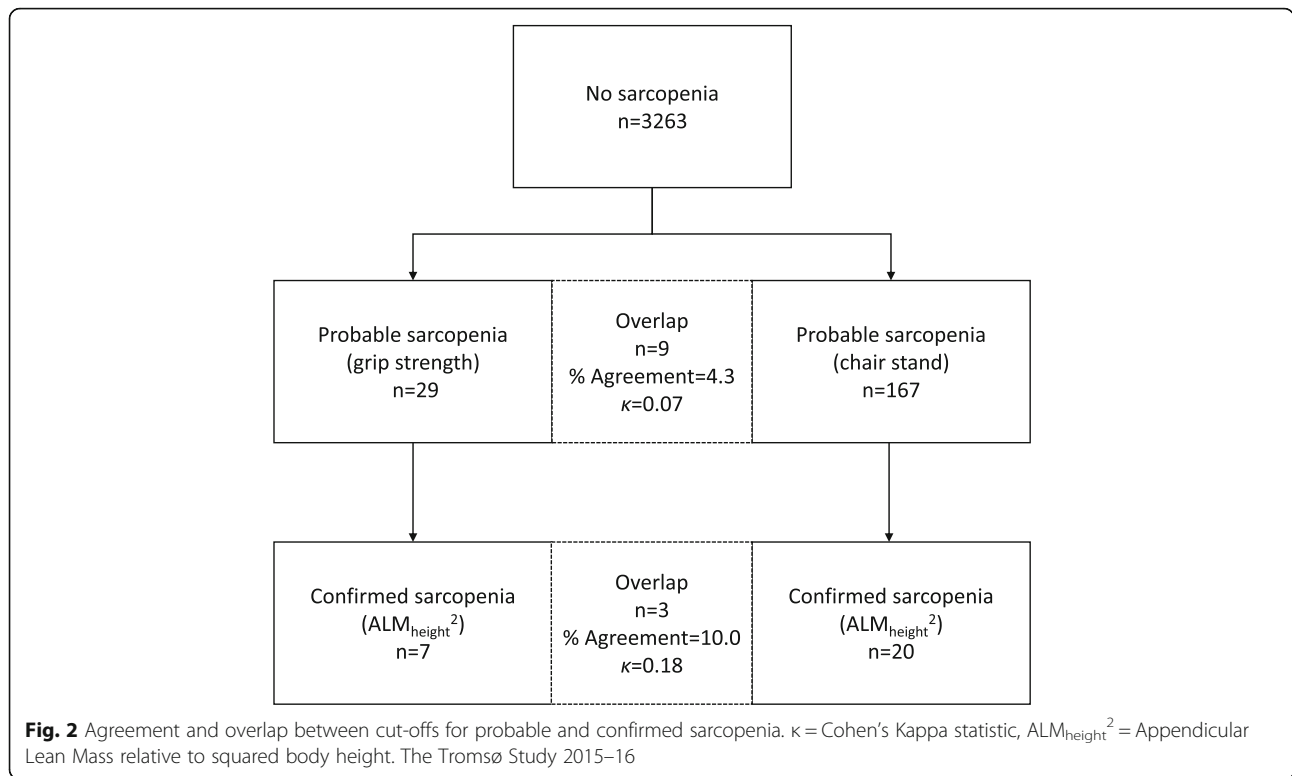 No sarcopenia
n=3263
Probable sarcopenia
(grip strength)
n=29
Overlap
n=9
% Agreement=4.3
κ=0.07
Probable sarcopenia
(chair stand)
n=167
Confirmed sarcopenia
(ALMheight²)
n=7
Overlap
n=3
% Agreement=10.0
κ=0.18
Confirmed sarcopenia
(ALMheight²)
n=20
Fig. 2 Agreement and overlap between cut-offs for probable and confirmed sarcopenia. κ = Cohen's Kappa statistic, ALMheight² = Appendicular
Lean Mass relative to squared body height. The Tromsø Study 2015–16